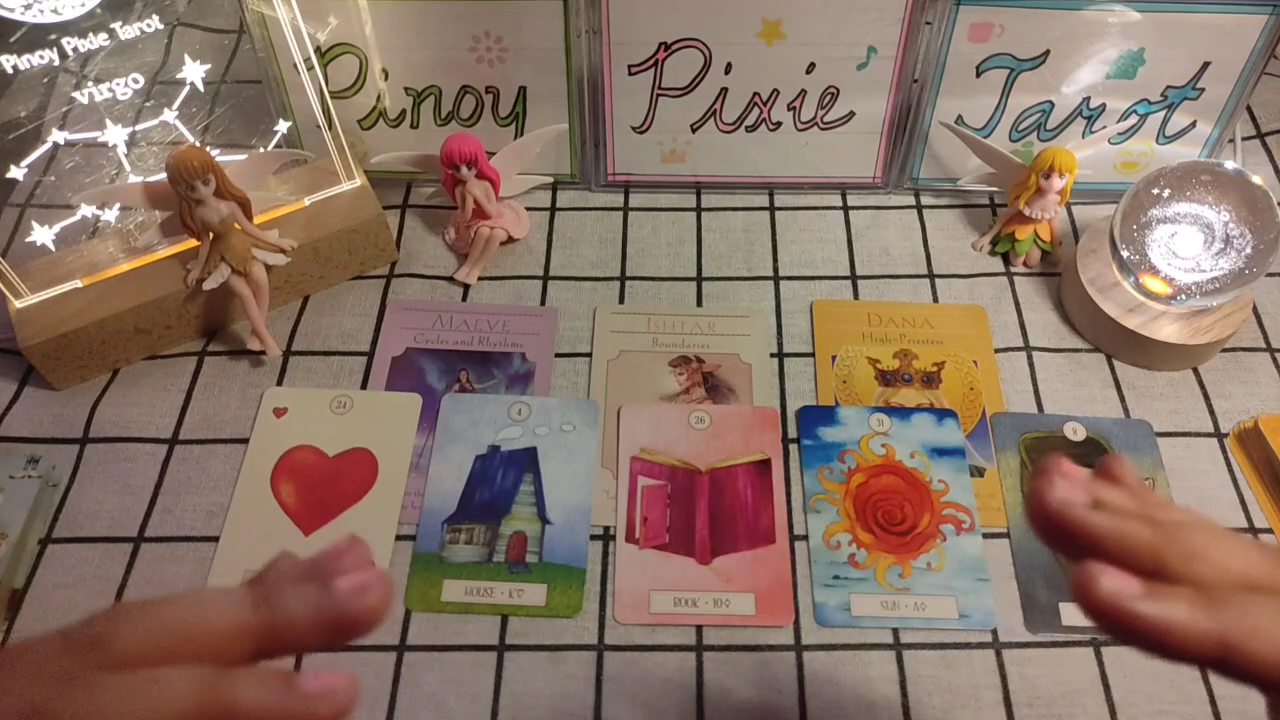 Pinoy Pixie Tarot
virgo
Pinoy
Pixie
Tarot
MAEVE
Cycles and Rhythms
ISHTAR
Boundaries
DANA
High-Priestess
24
4
HOUSE - K♡
26
BOOK - 10♢
31
SUN - A♢
8